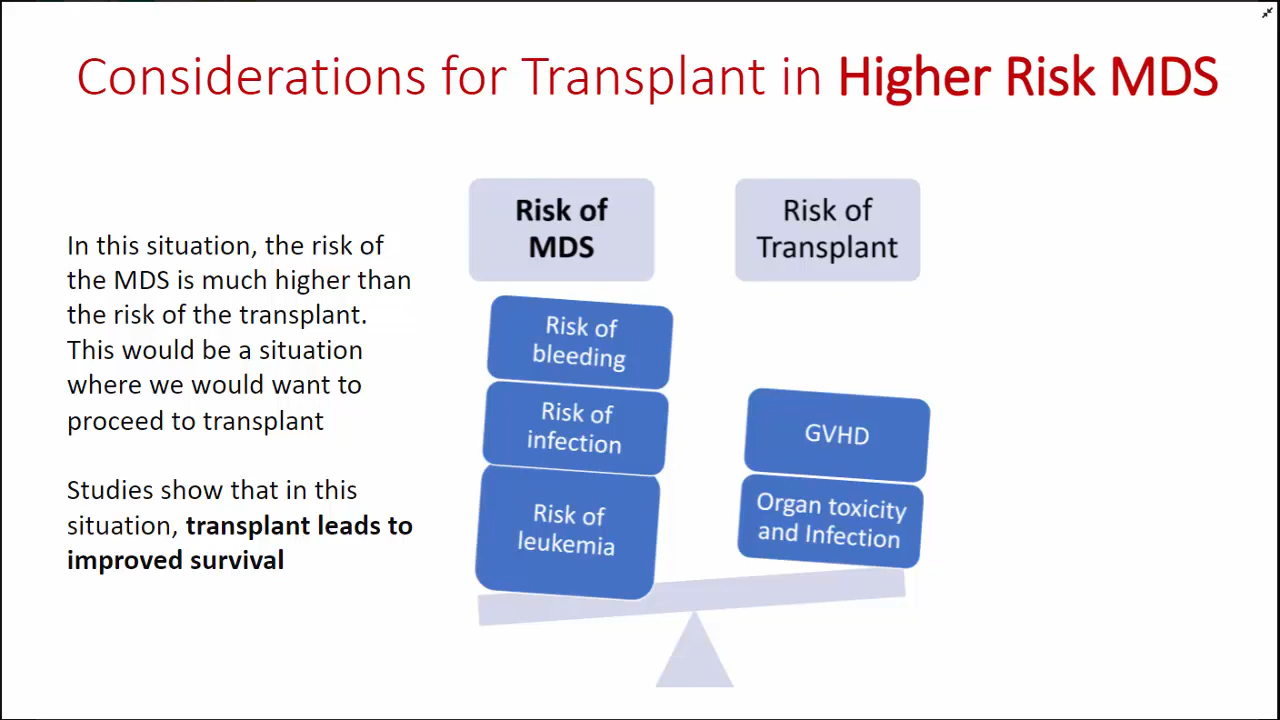 Considerations for Transplant in Higher Risk MDS
In this situation, the risk of
the MDS is much higher than
the risk of the transplant.
This would be a situation
where we would want to
proceed to transplant
Studies show that in this
situation, transplant leads to
improved survival
Risk of
MDS
Risk of
bleeding
Risk of
infection
Risk of
leukemia
Risk of
Transplant
GVHD
Organ toxicity
and Infection